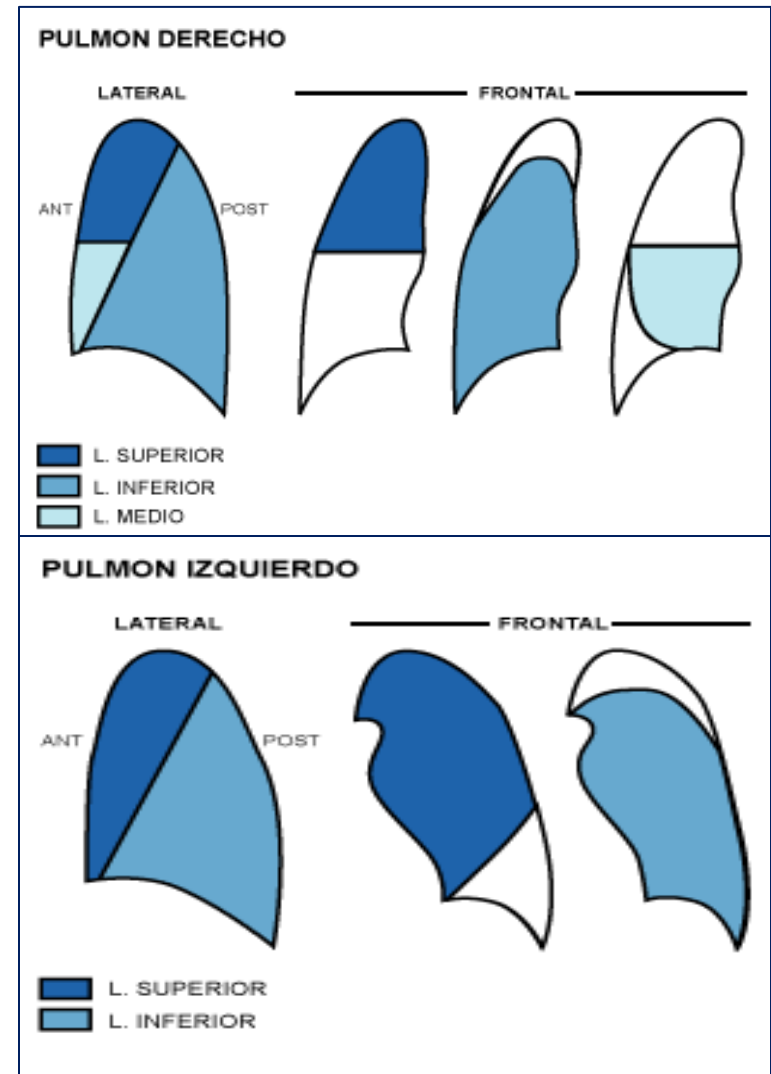 PULMON DERECHO
LATERAL
FRONTAL
ANT
POST
L. SUPERIOR
L. INFERIOR
L. MEDIO
PULMON IZQUIERDO
LATERAL
FRONTAL
ANT
POST
L. SUPERIOR
L. INFERIOR